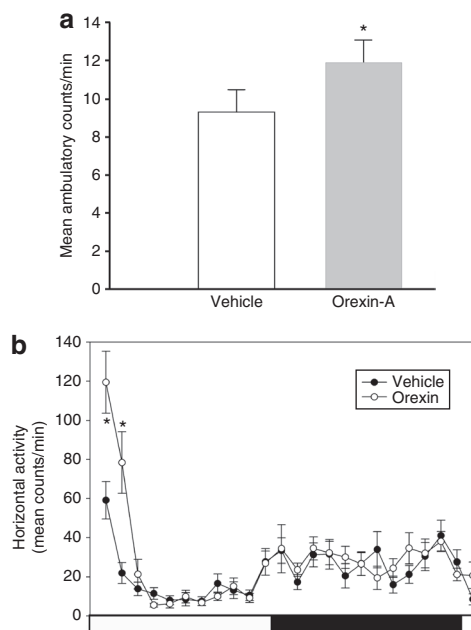 a
Mean ambulatory counts/min
14
12
10
8
6
4
2
0
*
Vehicle
Orexin-A
b
Horizontal activity
(mean counts/min)
140
120
100
80
60
40
20
0
* *
Vehicle
Orexin